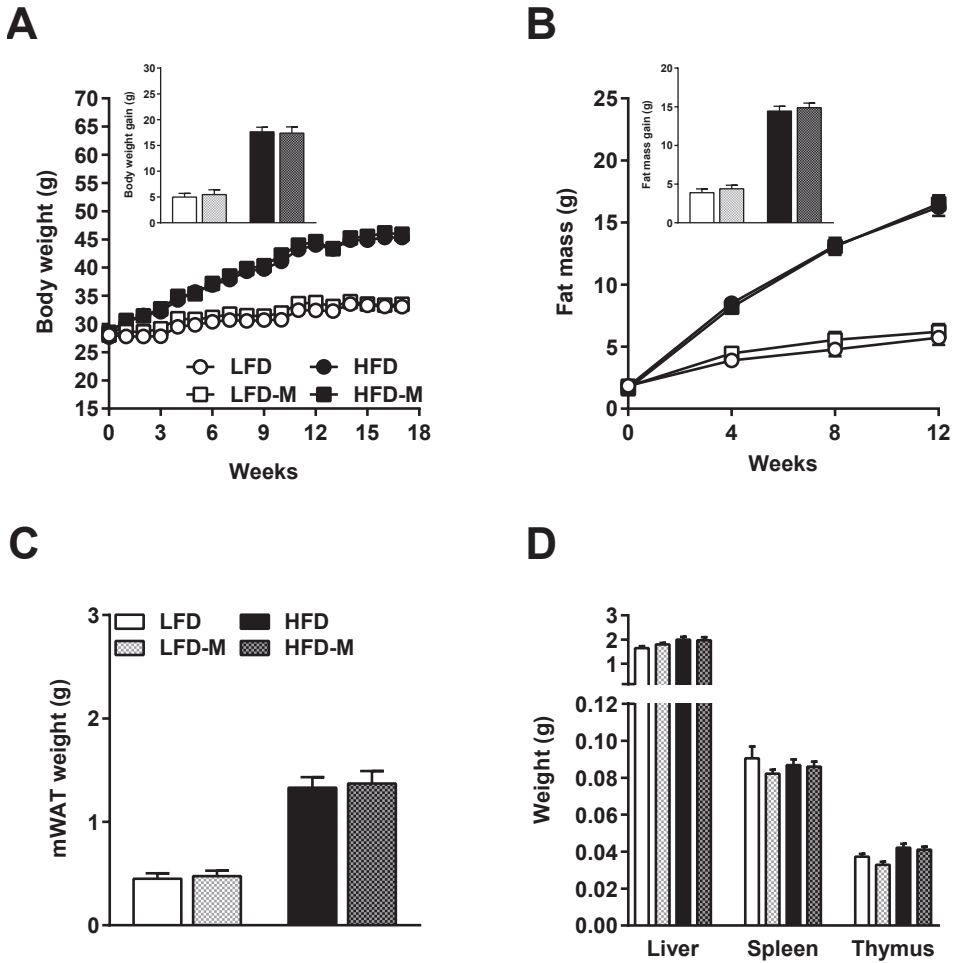 A
Body weight (g)
70
65
60
55
50
45
40
35
30
25
20
15
Body weight gain (g)
30
25
20
15
10
5
0
LFD HFD
LFD-M HFD-M
0 3 6 9 12 15 18
Weeks
B
Fat mass (g)
25
20
15
10
5
0
Fat mass gain (g)
20
15
10
5
0
0 4 8 12
Weeks
C
mWAT weight (g)
3
2
1
0
LFD HFD
LFD-M HFD-M
D
Weight (g)
3
2
1
0.12
0.10
0.08
0.06
0.04
0.02
0.00
Liver Spleen Thymus